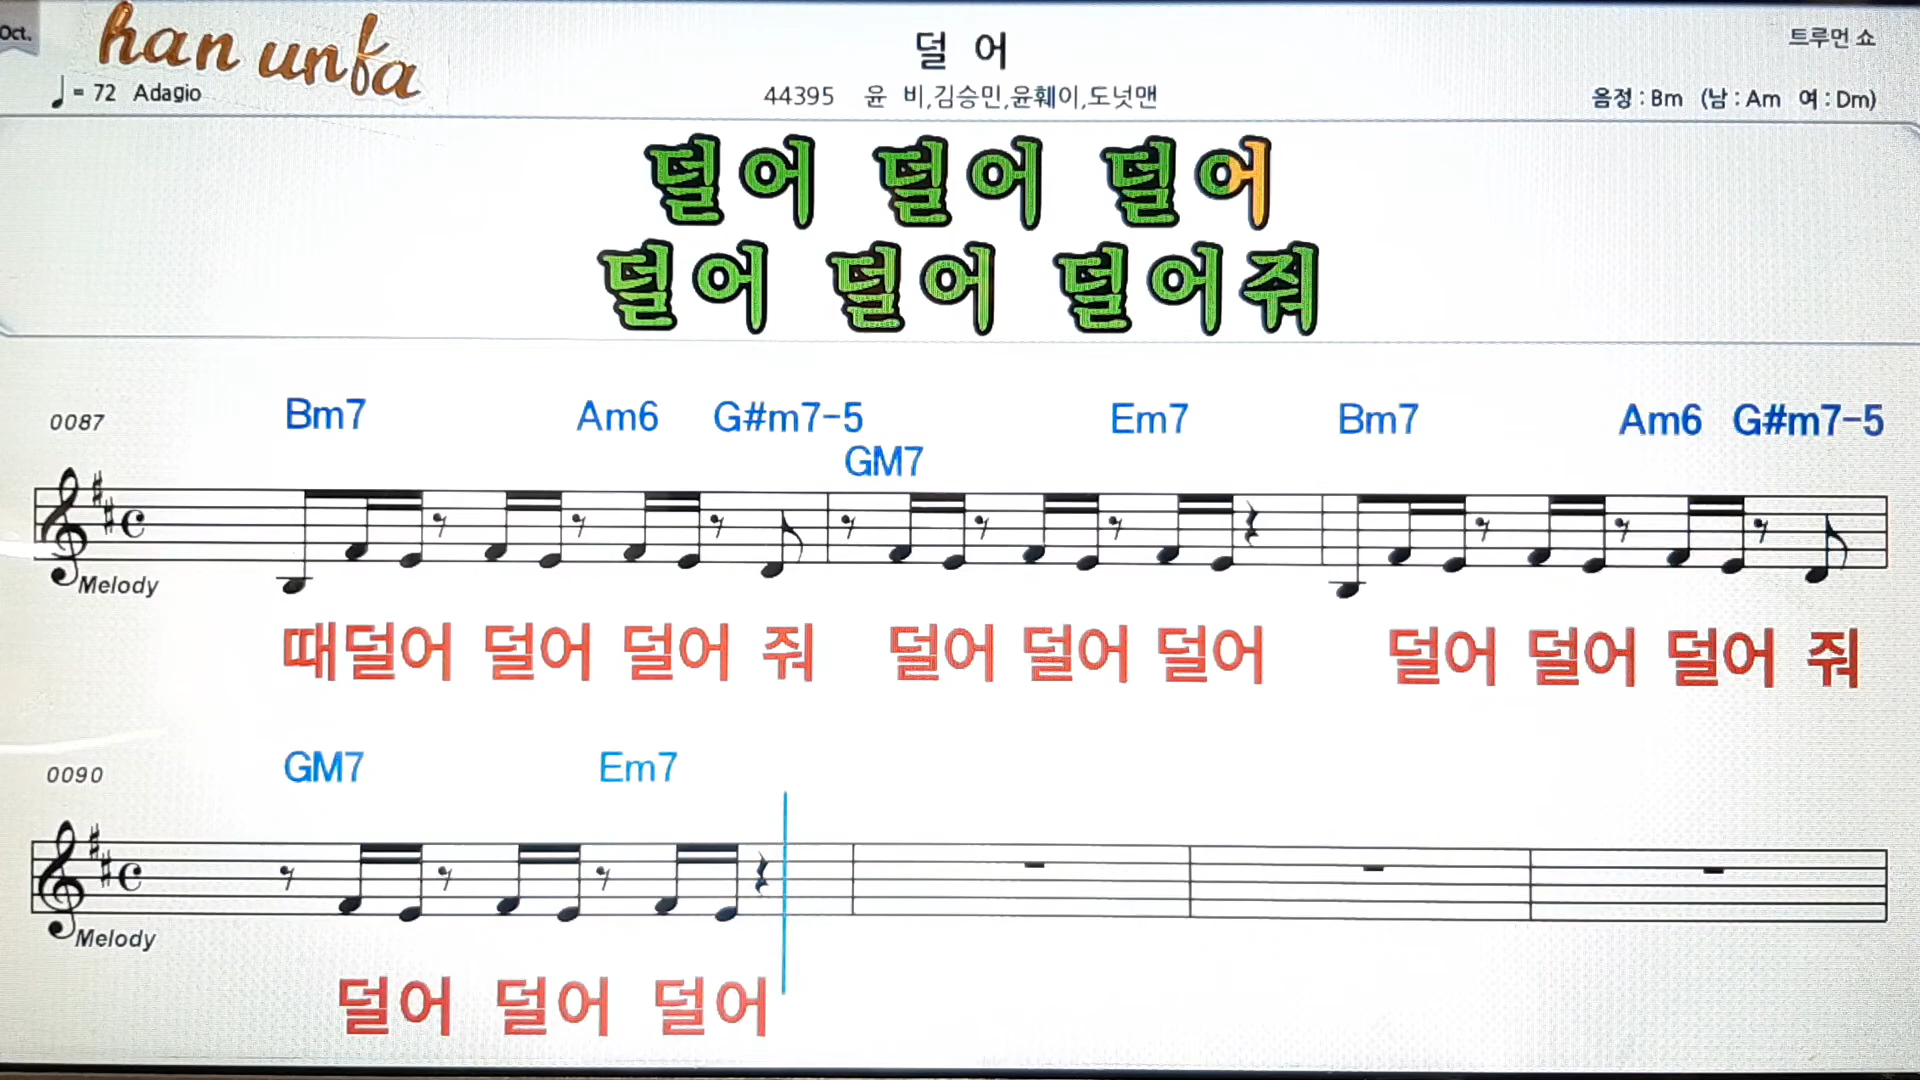 Oct.
han unfa
덜 어
트루먼 쇼
♩= 72 Adagio
44395 윤 비,김승민,윤훼이,도넛맨
음정 : Bm (남 : Am 여 : Dm)
덜어 덜어 덜어
덜어 덜어 덜어줘
0087 Bm7 Am6 G#m7-5 Em7 Bm7 Am6 G#m7-5
GM7
Melody
때덜어 덜어 덜어 줘 덜어 덜어 덜어 덜어 덜어 덜어 줘
0090 GM7 Em7
Melody
덜어 덜어 덜어